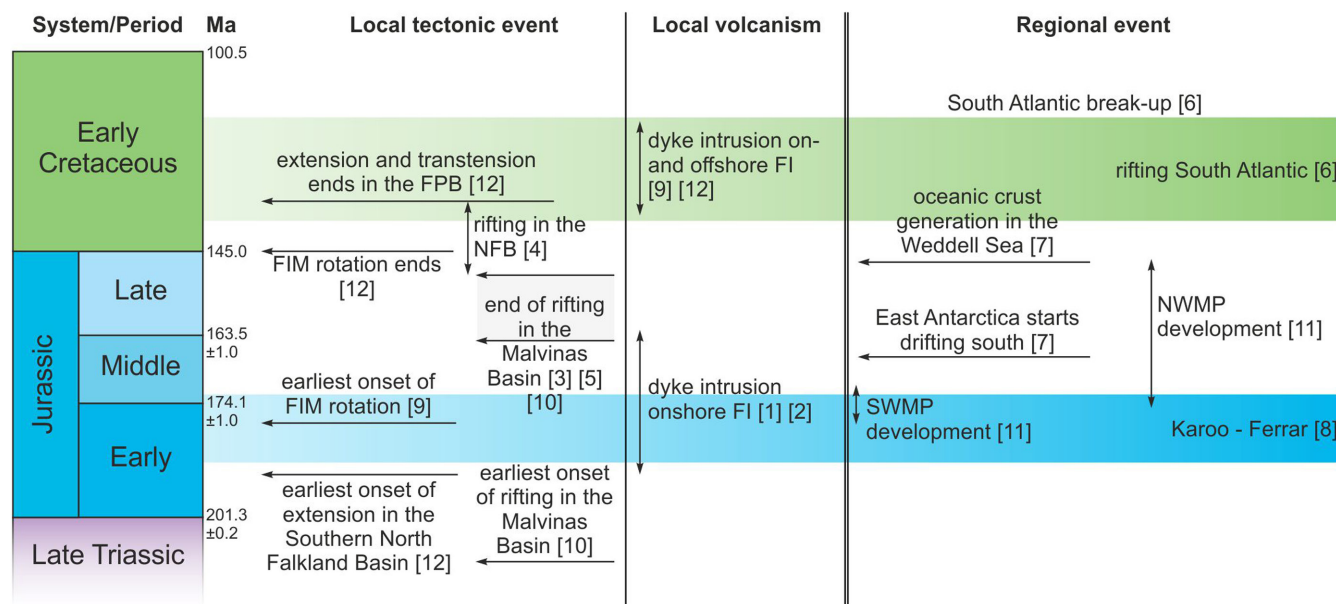 System/Period
Ma
Local tectonic event
Local volcanism
Regional event
100.5
Early
Cretaceous
145.0
Jurassic
Late
163.5
±1.0
Middle
174.1
±1.0
Early
201.3
±0.2
Late Triassic
extension and transtension
ends in the FPB [12]
rifting in the
NFB [4]
FIM rotation ends
[12]
end of rifting
in the
Malvinas
Basin [3] [5]
[10]
earliest onset of
FIM rotation [9]
earliest onset of
extension in the
Southern North
Falkland Basin [12]
earliest onset
of rifting in the
Malvinas
Basin [10]
dyke intrusion on-
and offshore FI
[9] [12]
dyke intrusion
onshore FI [1] [2]
South Atlantic break-up [6]
rifting South Atlantic [6]
oceanic crust
generation in the
Weddell Sea [7]
East Antarctica starts
drifting south [7]
NWMP
development [11]
SWMP
development [11]
Karoo - Ferrar [8]